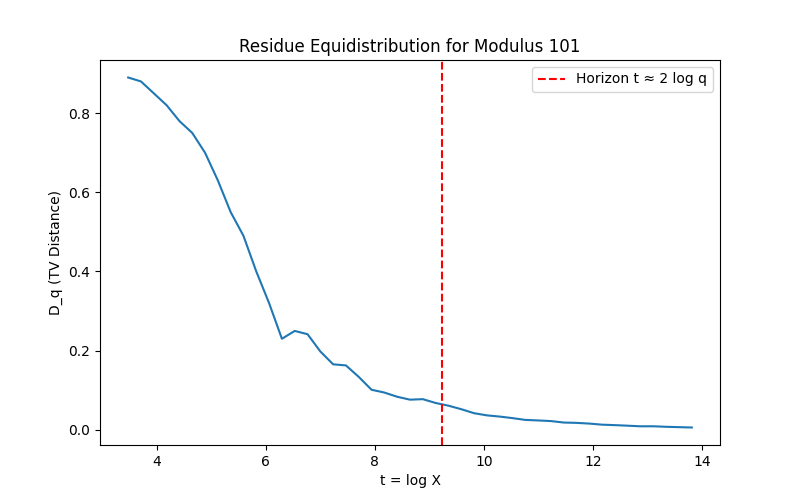 Residue Equidistribution for Modulus 101
Horizon t ≈ 2 log q
D_q (TV Distance)
0.8
0.6
0.4
0.2
0.0
4 6 8 10 12 14
t = log X